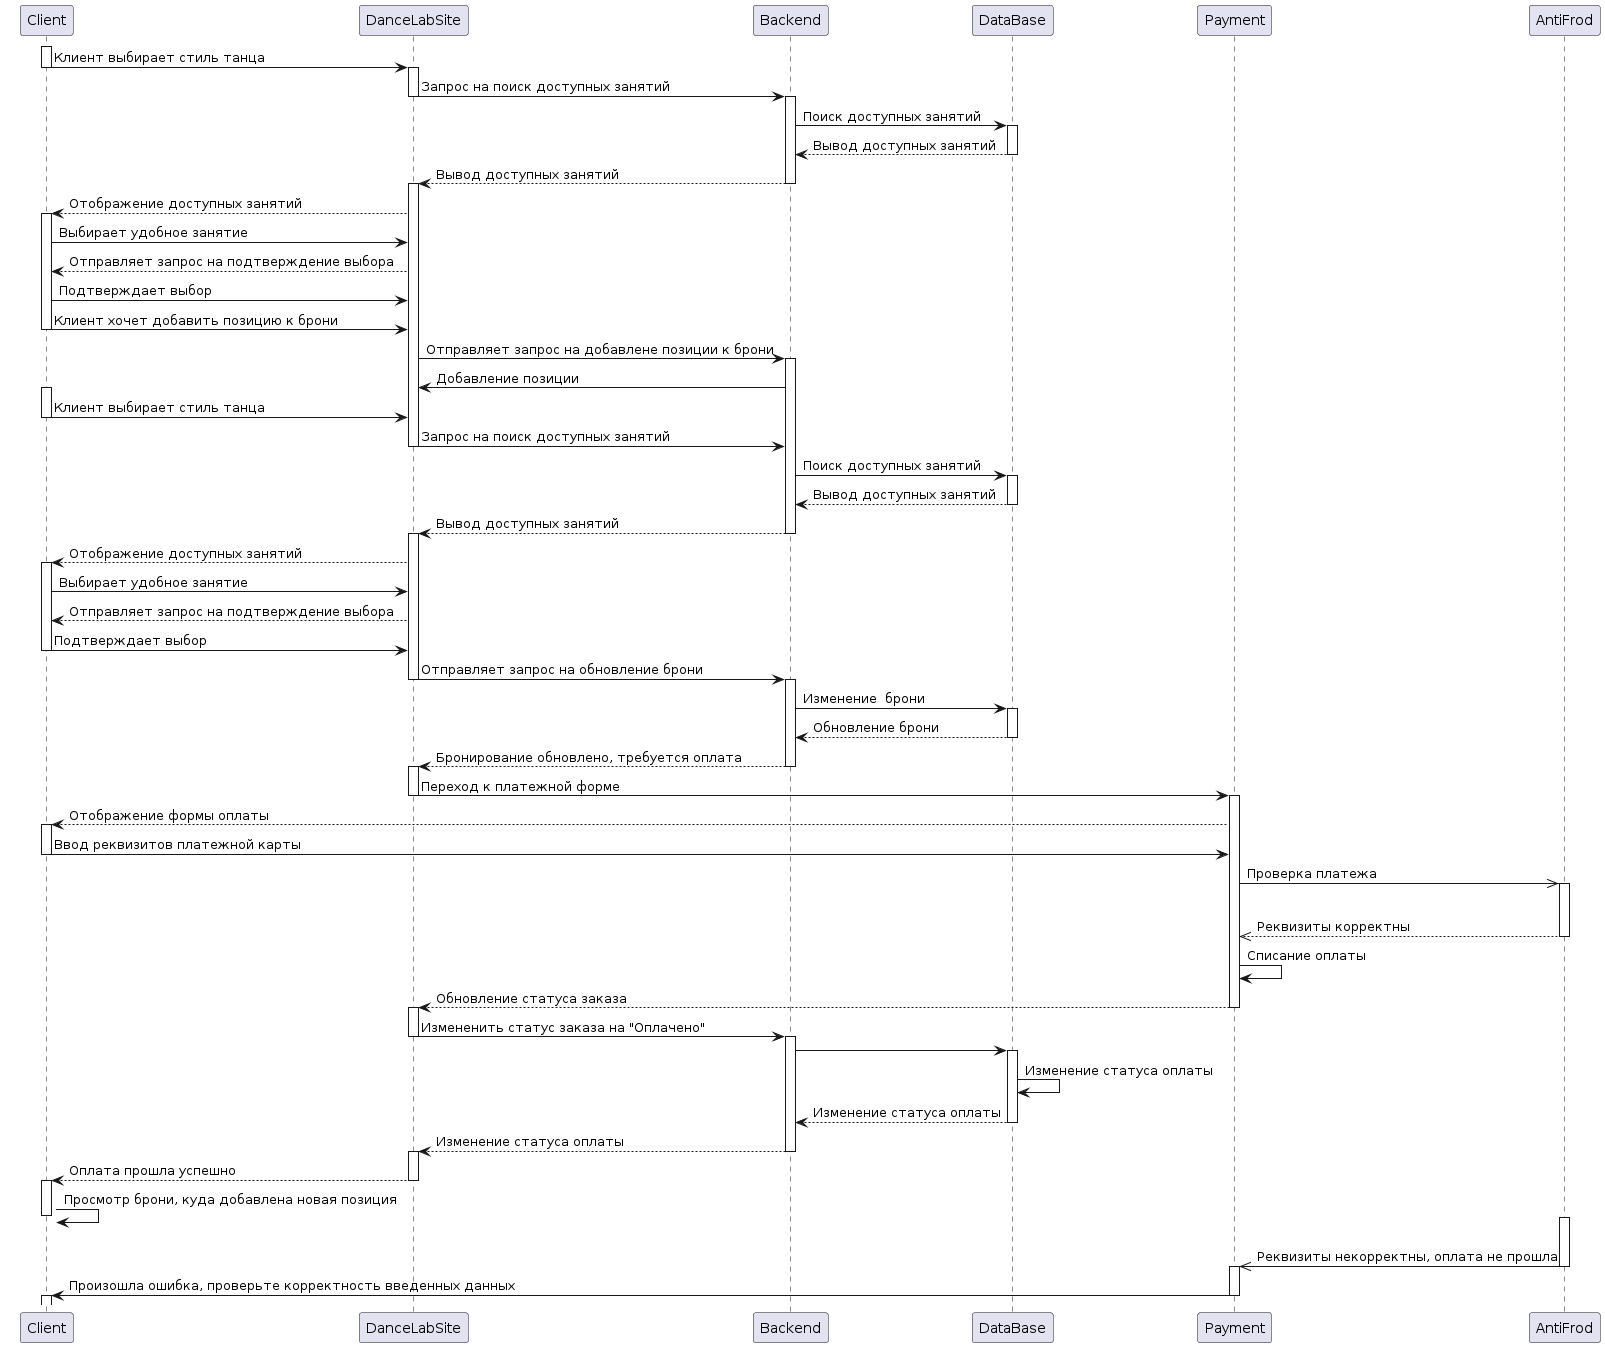 Client DanceLabSite Backend DataBase Payment AntiFrod
Клиент выбирает стиль танца
Запрос на поиск доступных занятий
Поиск доступных занятий
Вывод доступных занятий
Вывод доступных занятий
Отображение доступных занятий
Выбирает удобное занятие
Отправляет запрос на подтверждение выбора
Подтверждает выбор
Клиент хочет добавить позицию к брони
Отправляет запрос на добавлене позиции к брони
Добавление позиции
Клиент выбирает стиль танца
Запрос на поиск доступных занятий
Поиск доступных занятий
Вывод доступных занятий
Вывод доступных занятий
Отображение доступных занятий
Выбирает удобное занятие
Отправляет запрос на подтверждение выбора
Подтверждает выбор
Отправляет запрос на обновление брони
Изменение  брони
Обновление брони
Бронирование обновлено, требуется оплата
Переход к платежной форме
Отображение формы оплаты
Ввод реквизитов платежной карты
Проверка платежа
Реквизиты корректны
Списание оплаты
Обновление статуса заказа
Измененить статус заказа на "Оплачено"
Изменение статуса оплаты
Изменение статуса оплаты
Изменение статуса оплаты
Оплата прошла успешно
Просмотр брони, куда добавлена новая позиция
Реквизиты некорректны, оплата не прошла
Произошла ошибка, проверьте корректность введенных данных
Client DanceLabSite Backend DataBase Payment AntiFrod